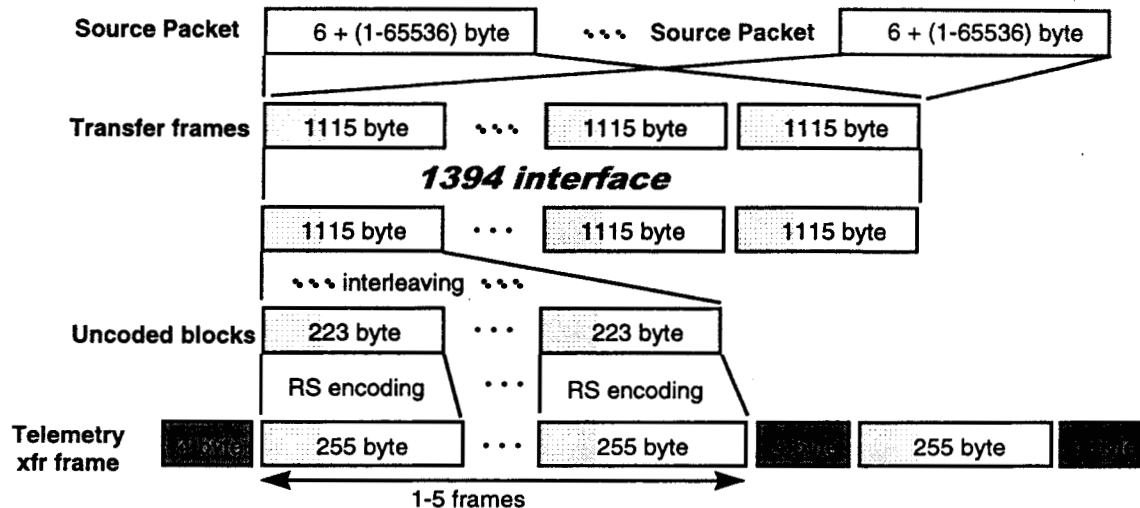 Source Packet 6 + (1-65536) byte Source Packet 6 + (1-65536) byte
Transfer frames 1115 byte 1115 byte 1115 byte
1394 interface
1115 byte ... 1115 byte 1115 byte
interleaving
Uncoded blocks 223 byte ... 223 byte
RS encoding ... RS encoding
Telemetry
xfr frame
255 byte ... 255 byte 255 byte
1-5 frames